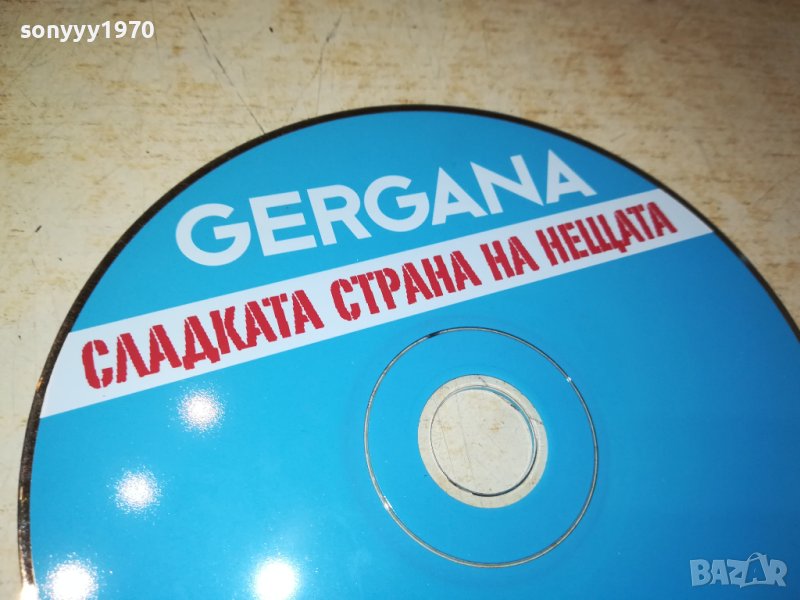 sonyyy1970
GERGANA
СЛАДКАТА СТРАНА НА НЕЩАТА
BAZAR